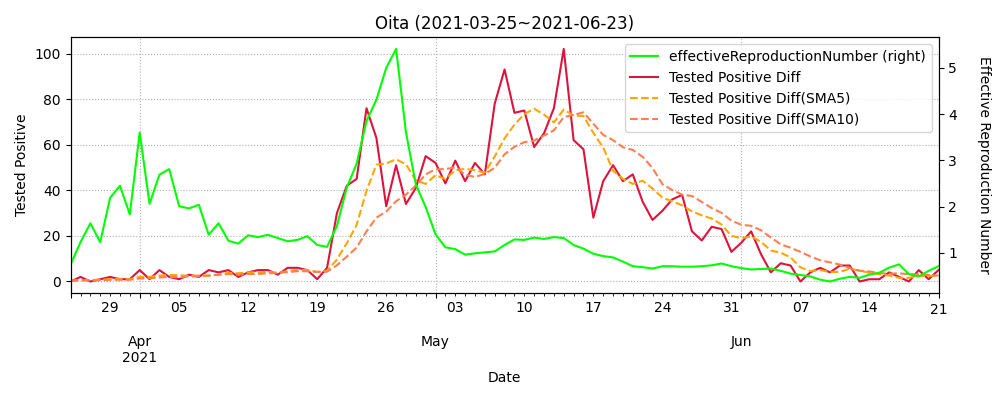 Oita (2021-03-25~2021-06-23)
effectiveReproductionNumber (right)
Tested Positive Diff
Tested Positive Diff(SMA5)
Tested Positive Diff(SMA10)
Tested Positive
100
80
60
40
20
0
5
4
3
2
1
Effective Reproduction Number
29 05 12 19 26 03 10 17 24 31 07 14 21
Apr May Jun
2021
Date